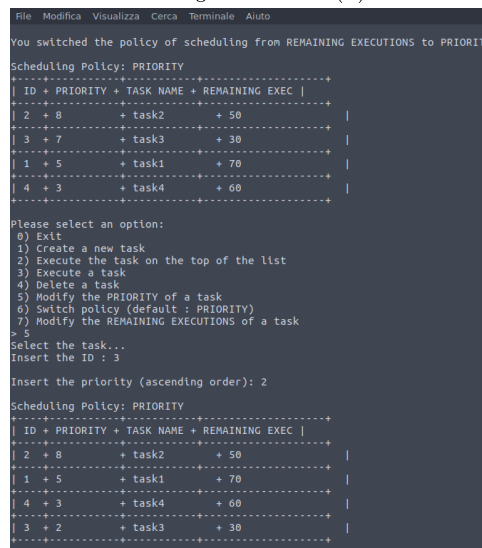 File Modifica Visualizza Cerca Terminale Aiuto
You switched the policy of scheduling from REMAINING EXECUTIONS to PRIORIT
Scheduling Policy: PRIORITY
+----+-----------+-----------+-------------------+
| ID + PRIORITY + TASK NAME + REMAINING EXEC |
+----+-----------+-----------+-------------------+
| 2 + 8 + task2 + 50 |
+----+-----------+-----------+-------------------+
| 3 + 7 + task3 + 30 |
+----+-----------+-----------+-------------------+
| 1 + 5 + task1 + 70 |
+----+-----------+-----------+-------------------+
| 4 + 3 + task4 + 60 |
+----+-----------+-----------+-------------------+
Please select an option:
0) Exit
1) Create a new task
2) Execute the task on the top of the list
3) Execute a task
4) Delete a task
5) Modify the PRIORITY of a task
6) Switch policy (default : PRIORITY)
7) Modify the REMAINING EXECUTIONS of a task
> 5
Select the task...
Insert the ID : 3
Insert the priority (ascending order): 2
Scheduling Policy: PRIORITY
+----+-----------+-----------+-------------------+
| ID + PRIORITY + TASK NAME + REMAINING EXEC |
+----+-----------+-----------+-------------------+
| 2 + 8 + task2 + 50 |
+----+-----------+-----------+-------------------+
| 1 + 5 + task1 + 70 |
+----+-----------+-----------+-------------------+
| 4 + 3 + task4 + 60 |
+----+-----------+-----------+-------------------+
| 3 + 2 + task3 + 30 |
+----+-----------+-----------+-------------------+